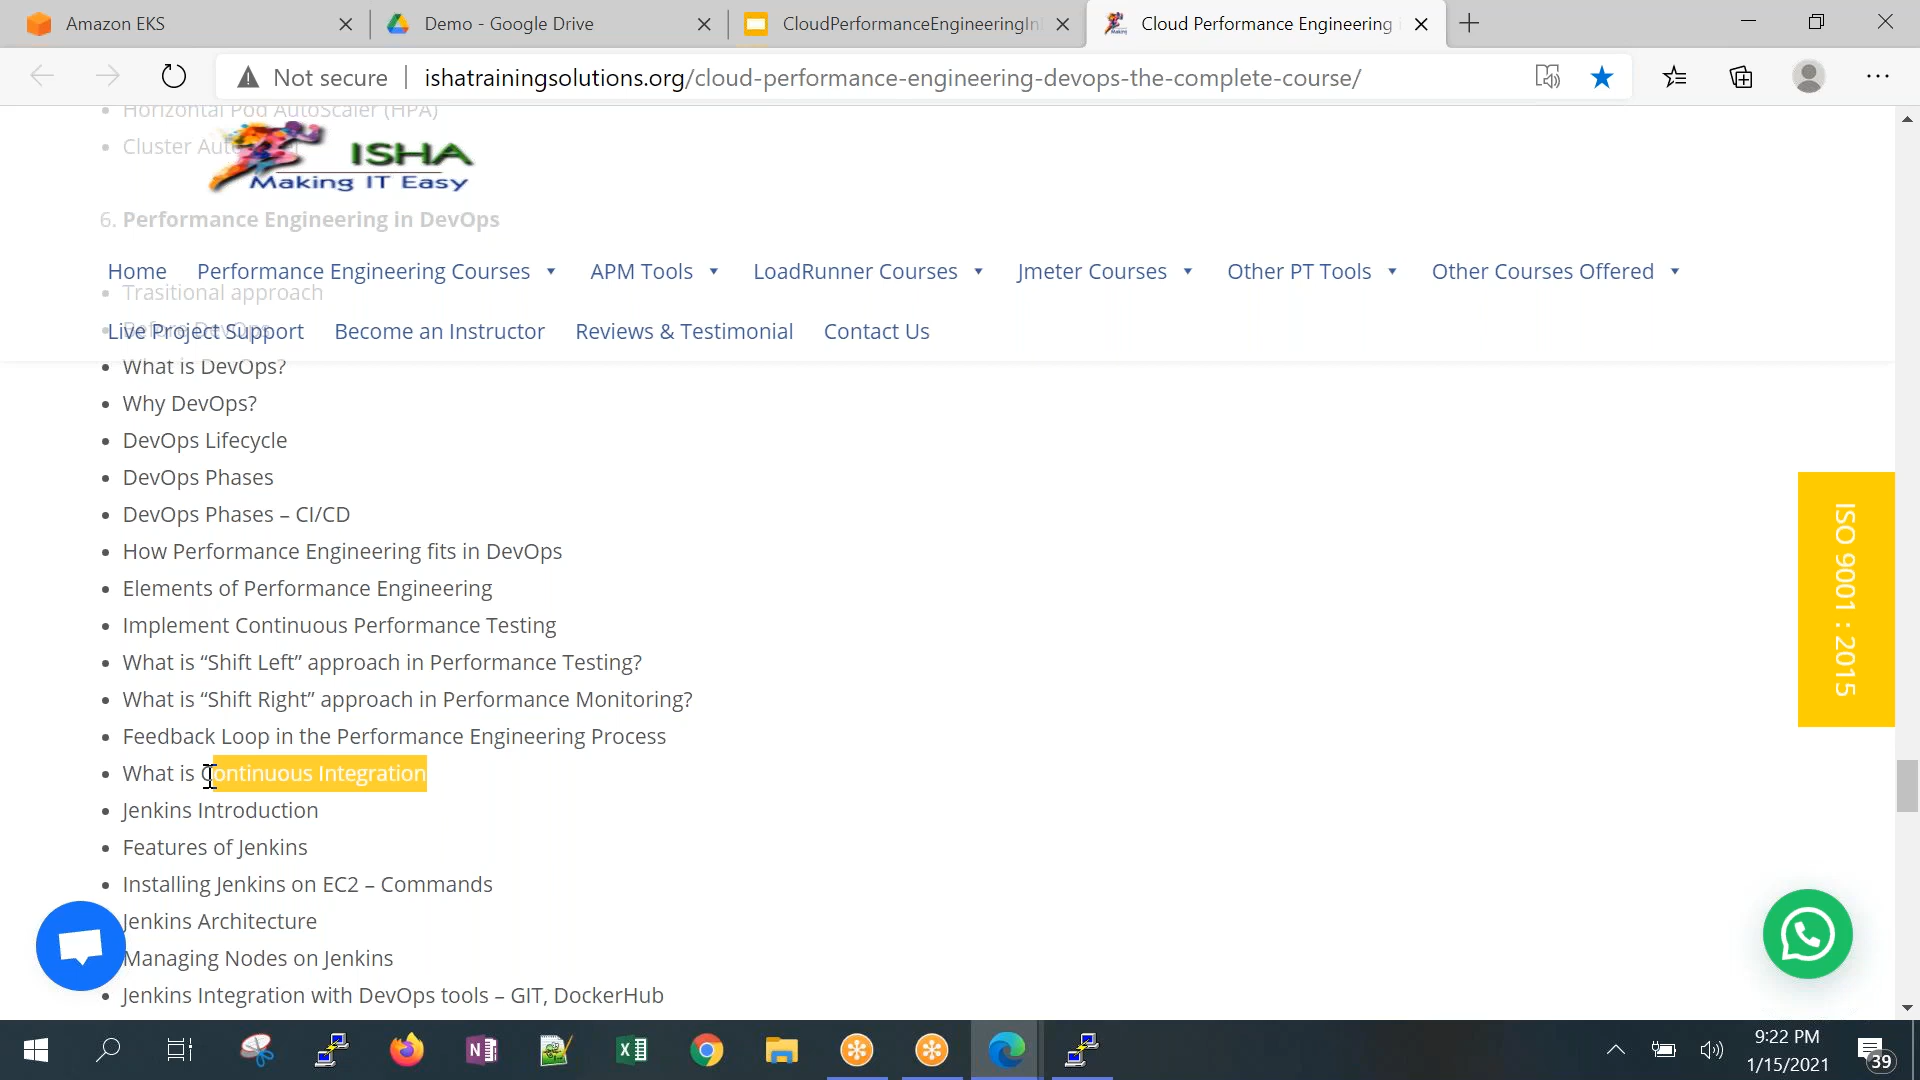 Amazon EKS
Demo - Google Drive
CloudPerformanceEngineeringIn
Cloud Performance Engineering i
Not secure
ishatrainingsolutions.org/cloud-performance-engineering-devops-the-complete-course/
Horizontal Pod AutoScaler (HPA)
Cluster
ISHA
Making IT Easy
6. Performance Engineering in DevOps
Home Performance Engineering Courses APM Tools LoadRunner Courses Jmeter Courses Other PT Tools Other Courses Offered
Trasitional approach
Before DevOps
Live Project Support Become an Instructor Reviews & Testimonial Contact Us
What is DevOps?
Why DevOps?
DevOps Lifecycle
DevOps Phases
DevOps Phases – CI/CD
How Performance Engineering fits in DevOps
Elements of Performance Engineering
Implement Continuous Performance Testing
What is “Shift Left” approach in Performance Testing?
What is “Shift Right” approach in Performance Monitoring?
Feedback Loop in the Performance Engineering Process
What is Continuous Integration
Jenkins Introduction
Features of Jenkins
Installing Jenkins on EC2 – Commands
Jenkins Architecture
Managing Nodes on Jenkins
Jenkins Integration with DevOps tools – GIT, DockerHub
ISO 9001 : 2015
9:22 PM
1/15/2021
39